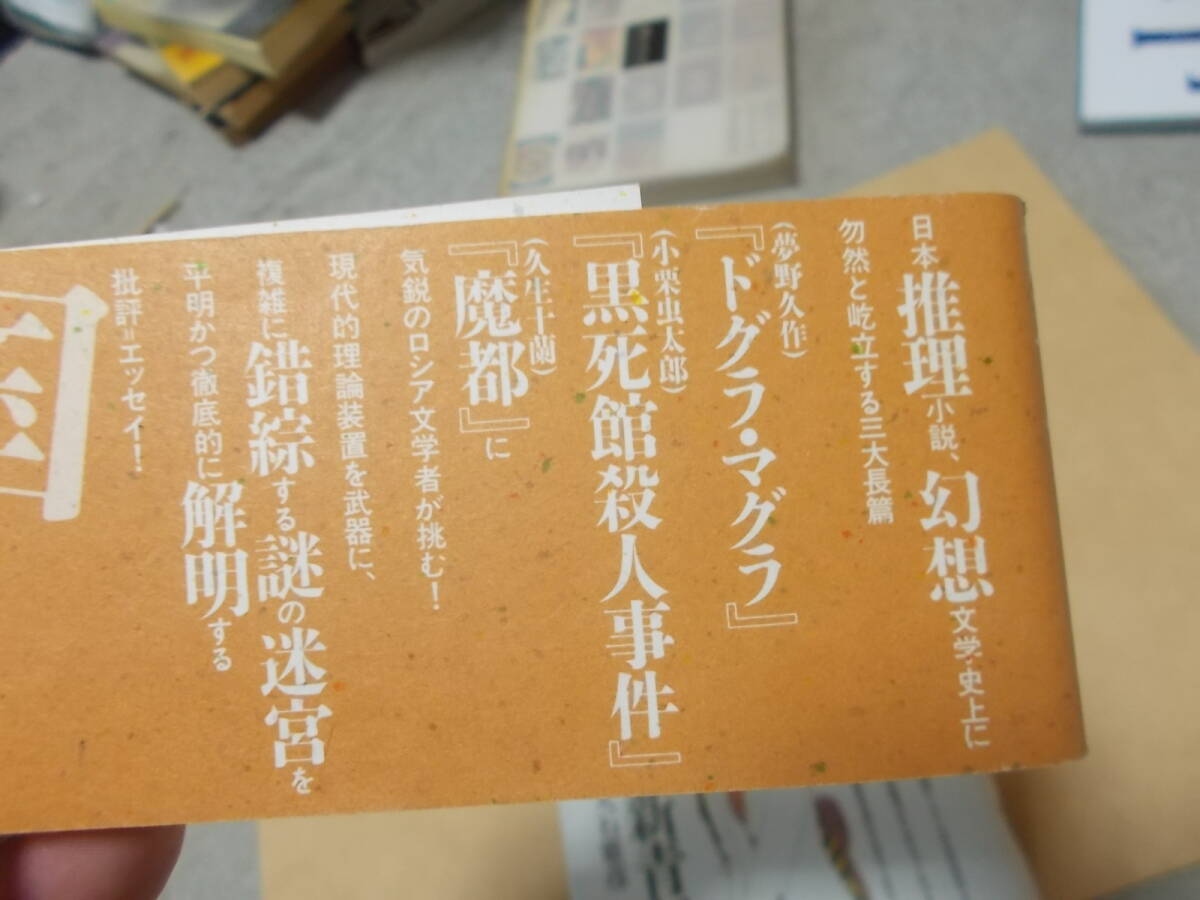 日本推理小説、幻想文学史上に
勿然と屹立する三大長篇
(夢野久作)
『ドグラ・マグラ』
(小栗虫太郎)
『黒死館殺人事件』
(久生十蘭)
『魔都』に
気鋭のロシア文学者が挑む！
現代的理論装置を武器に、
複雑に錯綜する謎の迷宮を
平明かつ徹底的に解明する
批評=エッセイ！